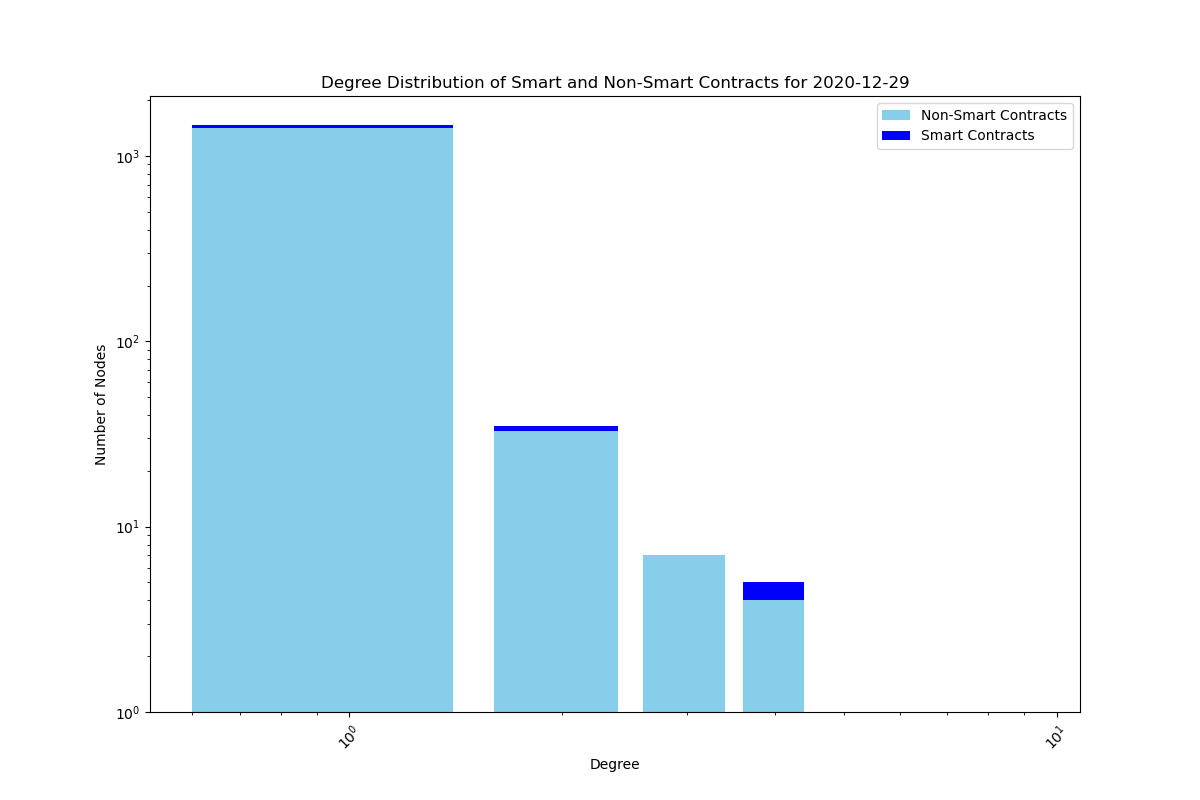 Degree Distribution of Smart and Non-Smart Contracts for 2020-12-29
Non-Smart Contracts
Smart Contracts
Number of Nodes
10³
10²
10¹
10⁰
10⁰
10¹
Degree